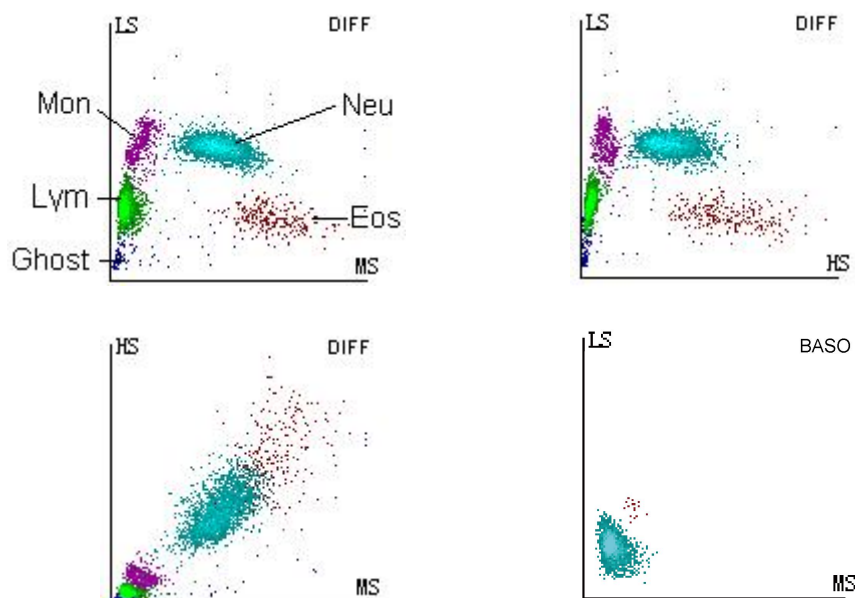 LS DIFF
Mon
Neu
Lym
Eos
Ghost
MS
LS DIFF
HS
HS DIFF
MS
LS BASO
MS